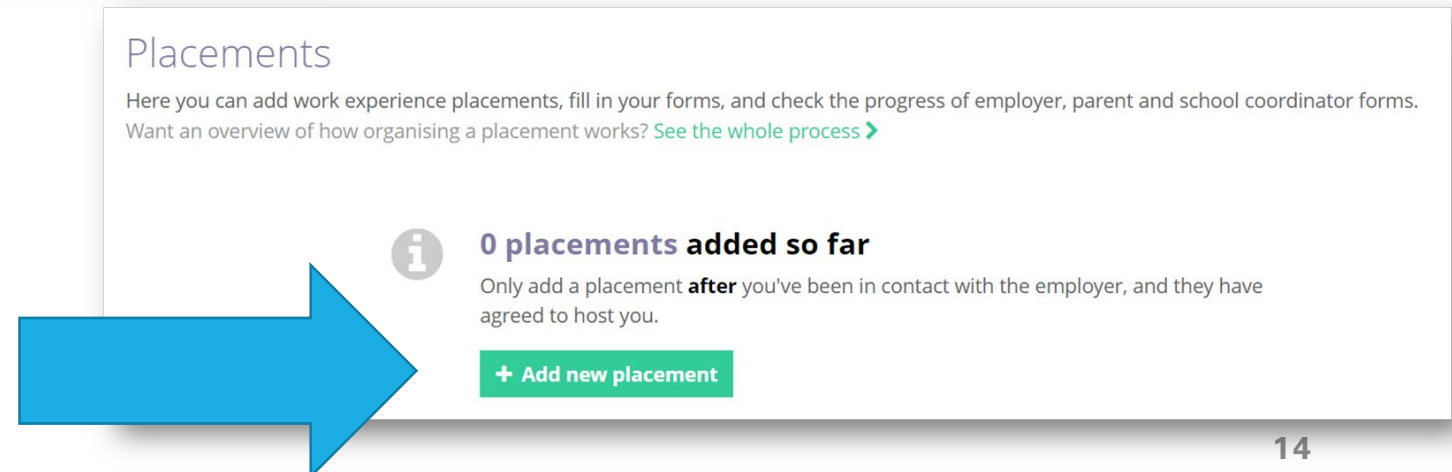 Placements
Here you can add work experience placements, fill in your forms, and check the progress of employer, parent and school coordinator forms.
Want an overview of how organising a placement works? See the whole process
0 placements added so far
Only add a placement after you've been in contact with the employer, and they have
agreed to host you.
+ Add new placement
14